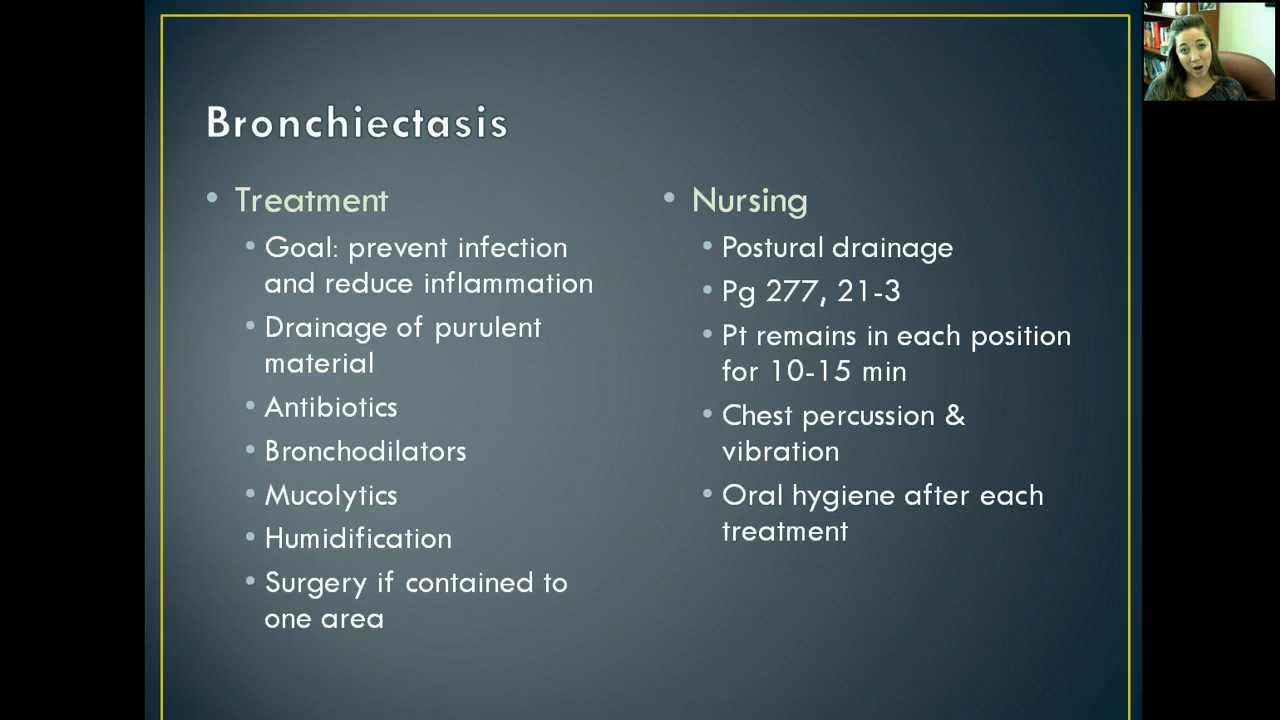 Bronchiectasis
• Treatment
• Goal: prevent infection
and reduce inflammation
• Drainage of purulent
material
• Antibiotics
• Bronchodilators
• Mucolytics
• Humidification
• Surgery if contained to
one area
• Nursing
• Postural drainage
• Pg 277, 21-3
• Pt remains in each position
for 10-15 min
• Chest percussion &
vibration
• Oral hygiene after each
treatment